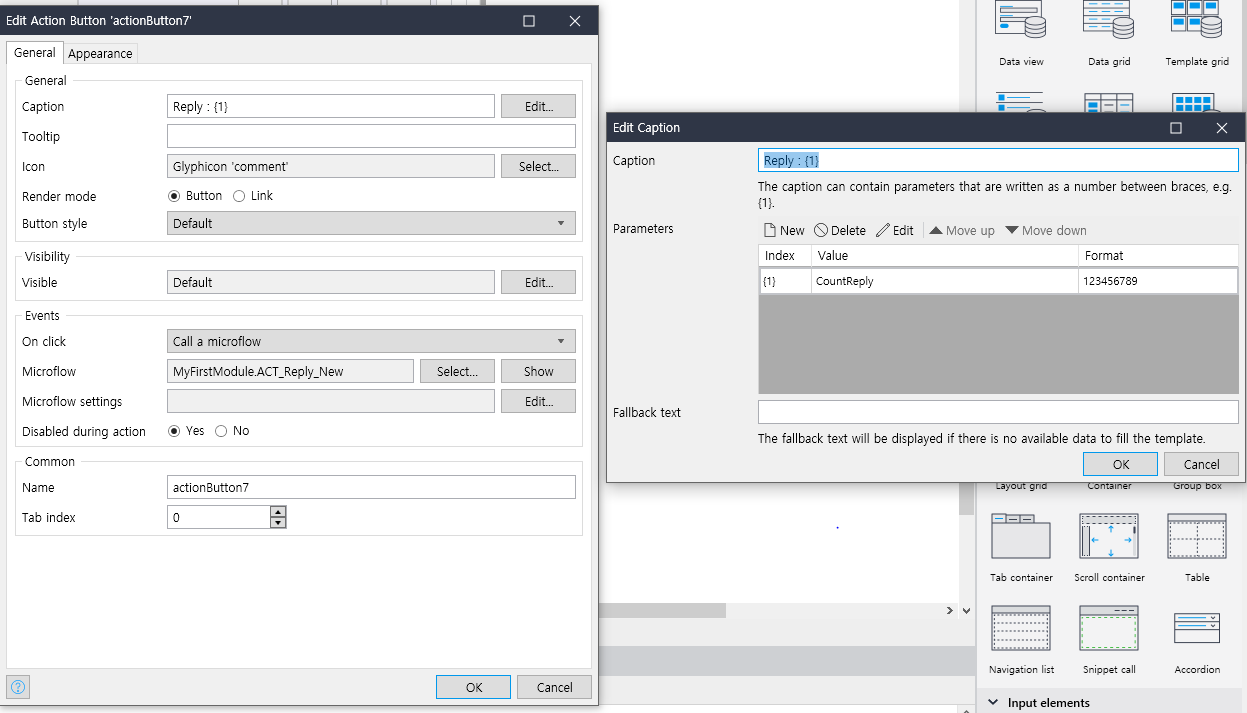 Edit Action Button 'actionButton7'
General
Appearance
General
Caption
Reply : {1}
Edit...
Tooltip
Icon
Glyphicon 'comment'
Select...
Render mode
Button
Link
Button style
Default
Visibility
Visible
Default
Edit...
Events
On click
Call a microflow
Microflow
MyFirstModule.ACT_Reply_New
Select...
Show
Microflow settings
Edit...
Disabled during action
Yes
No
Common
Name
actionButton7
Tab index
0
?
OK
Cancel
Data view
Data grid
Template grid
Edit Caption
Caption
Reply : {1}
The caption can contain parameters that are written as a number between braces, e.g.
{1}.
Parameters
New
Delete
Edit
Move up
Move down
Index
Value
Format
{1}
CountReply
123456789
Fallback text
The fallback text will be displayed if there is no available data to fill the template.
OK
Cancel
Layout grid
Container
Group box
Tab container
Scroll container
Table
Navigation list
Snippet call
Accordion
Input elements